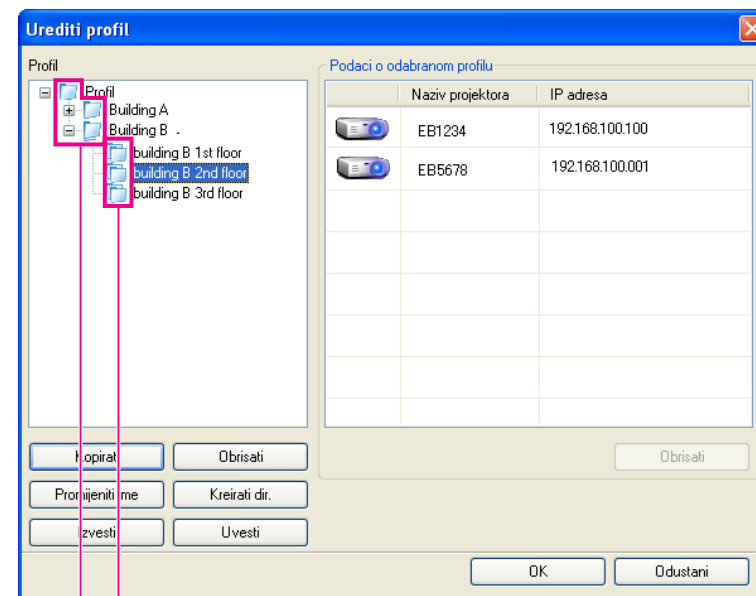 Urediti profil
Profil
Profil
Building A
Building B -
building B 1st floor
building B 2nd floor
building B 3rd floor
Podaci o odabranom profilu
Naziv projektora IP adresa
EB1234 192.168.100.100
EB5678 192.168.100.001
Kopirati Obrisati
Promijeniti ime Kreirati dir.
Izvesti Uvesti
Obrisati
OK Odustani